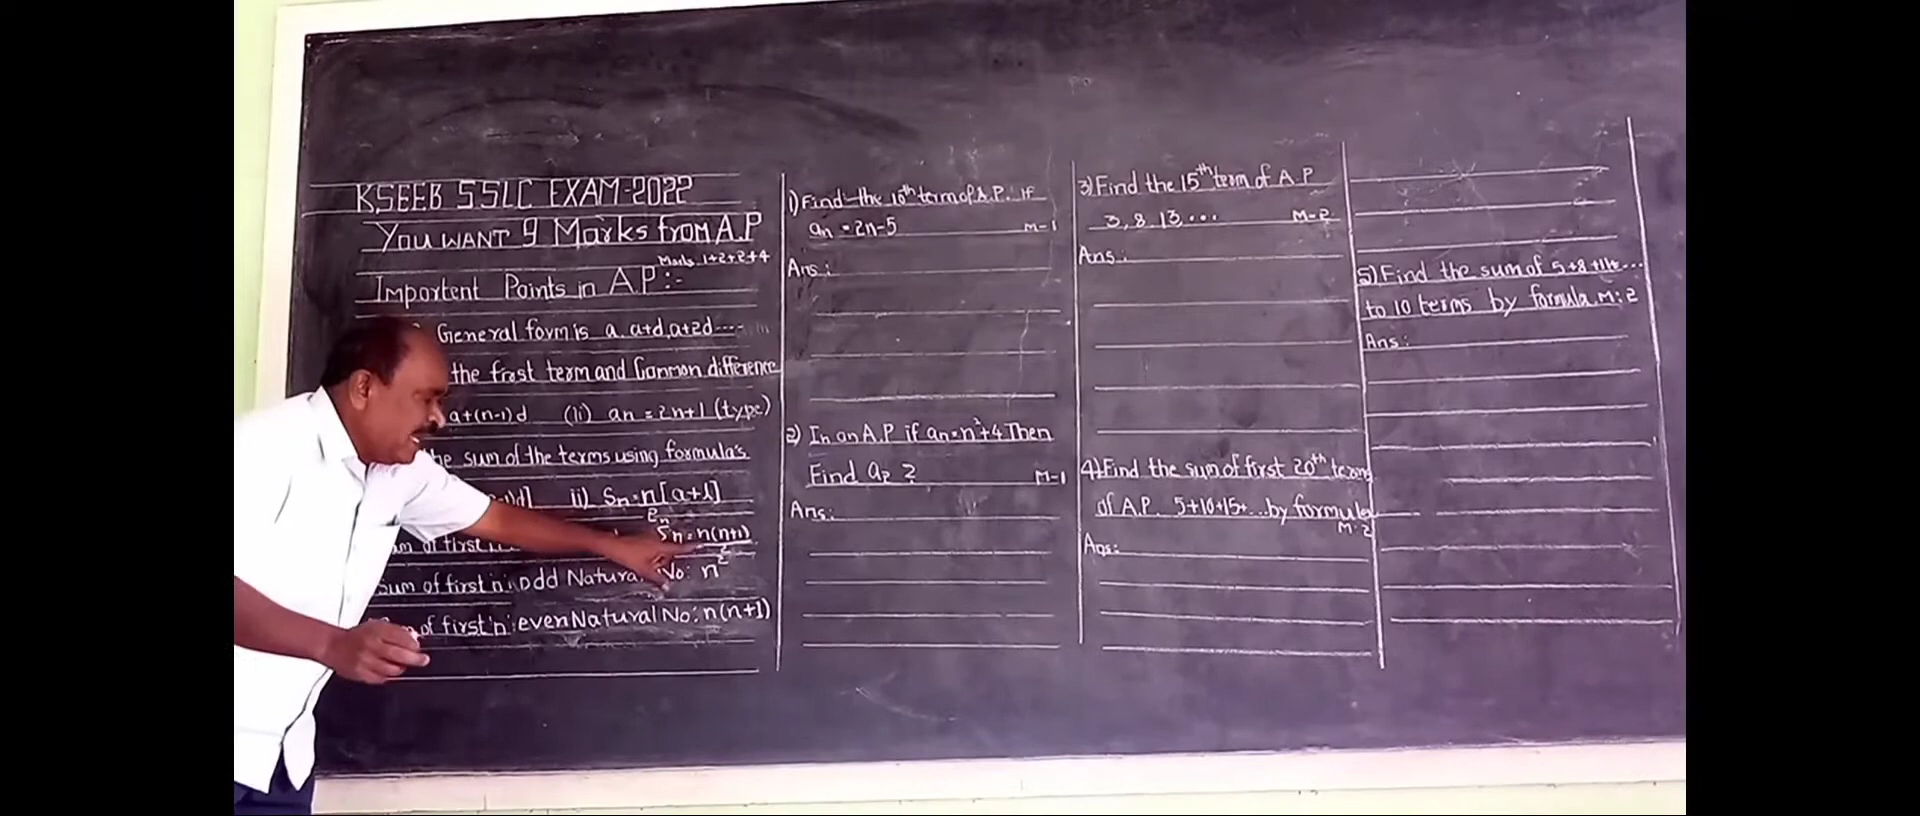 KSEEB SSLC EXAM-2022
YOU WANT 9 Marks from A.P
Marks 1+2+2+4
Importent Points in A P:-
General form is a, a+d, a+2d----
the frest term and Common difference
a+(n-1)d (ii) an = 2n+1 (type)
the sum of the terms using formula's
-1)d] ii) Sn = n[a+l]
2
of first Sn = n(n+1)
2
Sum of first 'n' Odd Natural No: n²
of first 'n' even Natural No: n(n+1)
1) Find the 10th term of A.P. if
an = 2n-5 M-1
Ans:
2) In an A.P if an = n²+4 Then
Find a₂ ? M-1
Ans:
3) Find the 15th term of A.P
3, 8, 13, ... M-2
Ans:
4) Find the sum of first 20th terms
of A.P. 5+10+15+... by formula
M:2
Ans:
5) Find the sum of 5+8+11+...
to 10 terms by formula M:2
Ans: